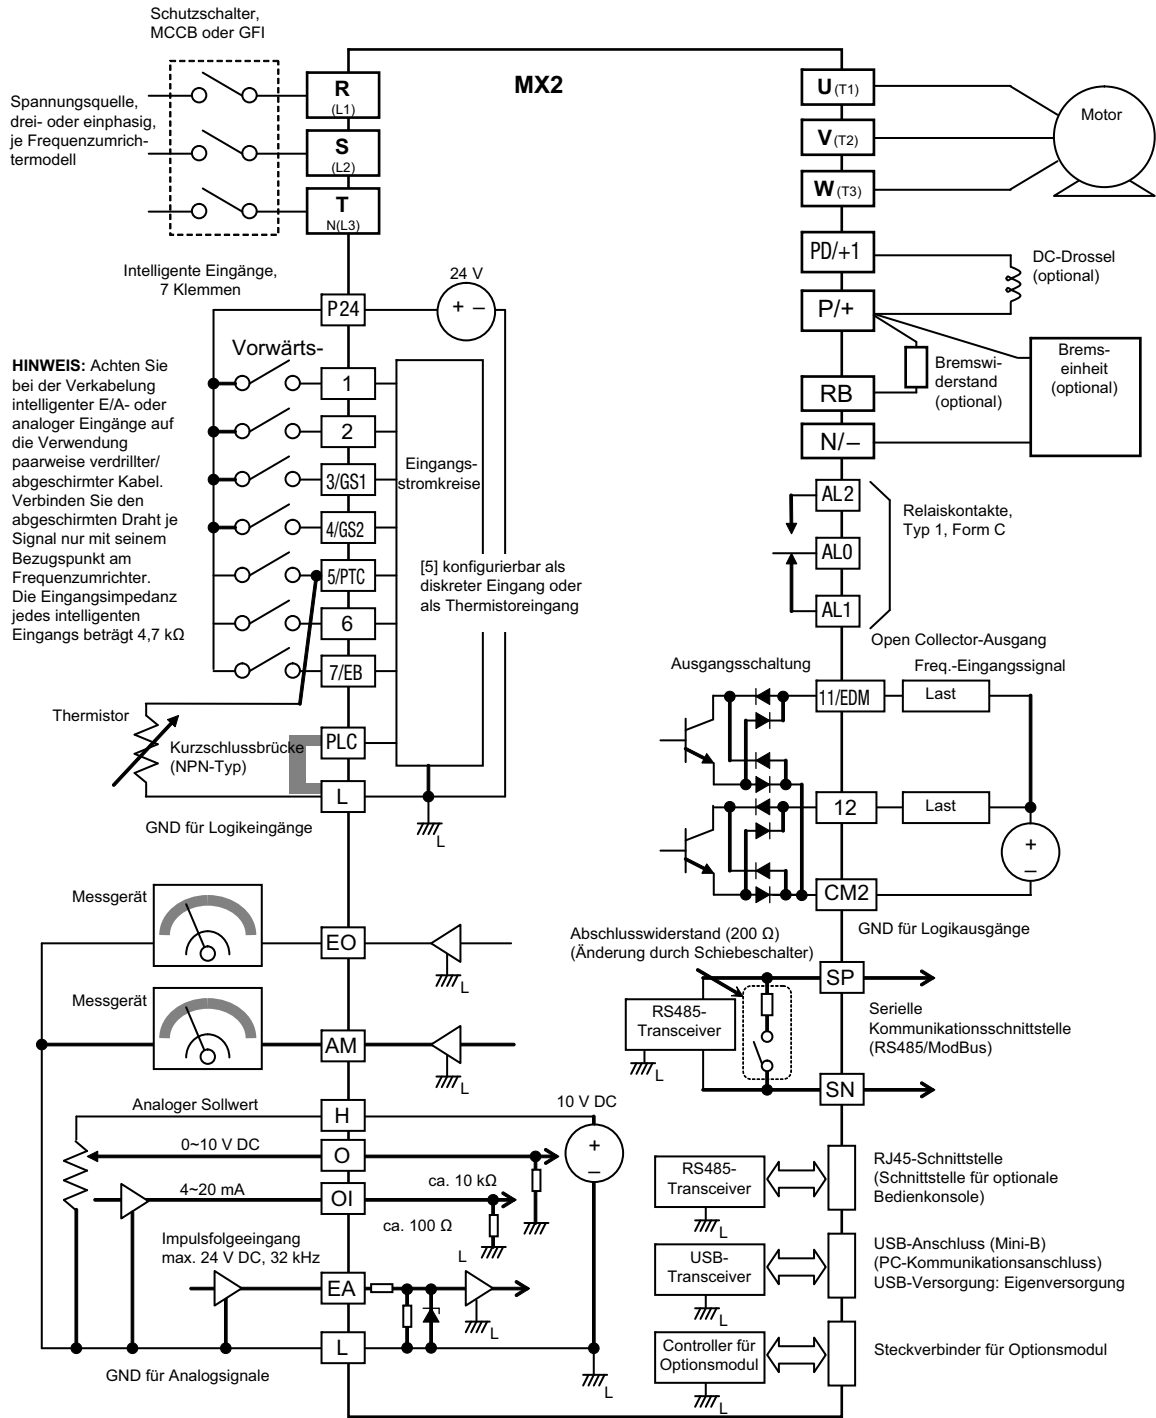 Schutzschalter,
MCCB oder GFI
Spannungsquelle,
drei- oder einphasig,
je Frequenzumrich-
termodell
R
(L1)
S
(L2)
T
N(L3)
MX2
U (T1)
V (T2)
W (T3)
Motor
PD/+1
P/+
DC-Drossel
(optional)
RB
N/–
Bremswi-
derstand
(optional)
Brems-
einheit
(optional)
Intelligente Eingänge,
7 Klemmen
24 V
+ –
P24
Vorwärts-
1
2
3/GS1
4/GS2
5/PTC
6
7/EB
PLC
L
Eingangs-
stromkreise
[5] konfigurierbar als
diskreter Eingang oder
als Thermistoreingang
HINWEIS: Achten Sie
bei der Verkabelung
intelligenter E/A- oder
analoger Eingänge auf
die Verwendung
paarweise verdrillter/
abgeschirmter Kabel.
Verbinden Sie den
abgeschirmten Draht je
Signal nur mit seinem
Bezugspunkt am
Frequenzumrichter.
Die Eingangsimpedanz
jedes intelligenten
Eingangs beträgt 4,7 kΩ
Thermistor
Kurzschlussbrücke
(NPN-Typ)
GND für Logikeingänge
L
AL2
AL0
AL1
Relaiskontakte,
Typ 1, Form C
Open Collector-Ausgang
Ausgangsschaltung
Freq.-Eingangssignal
11/EDM
Last
12
Last
+
–
CM2
GND für Logikausgänge
Messgerät
EO
L
Messgerät
AM
L
Abschlusswiderstand (200 Ω)
(Änderung durch Schiebeschalter)
RS485-
Transceiver
L
SP
SN
Serielle
Kommunikationsschnittstelle
(RS485/ModBus)
Analoger Sollwert
H
10 V DC
+
–
0~10 V DC
O
4~20 mA
OI
ca. 10 kΩ
ca. 100 Ω
Impulsfolgeeingang
max. 24 V DC, 32 kHz
EA
L
L
L
L
GND für Analogsignale
RS485-
Transceiver
L
RJ45-Schnittstelle
(Schnittstelle für optionale
Bedienkonsole)
USB-
Transceiver
L
USB-Anschluss (Mini-B)
(PC-Kommunikationsanschluss)
USB-Versorgung: Eigenversorgung
Controller für
Optionsmodul
L
Steckverbinder für Optionsmodul